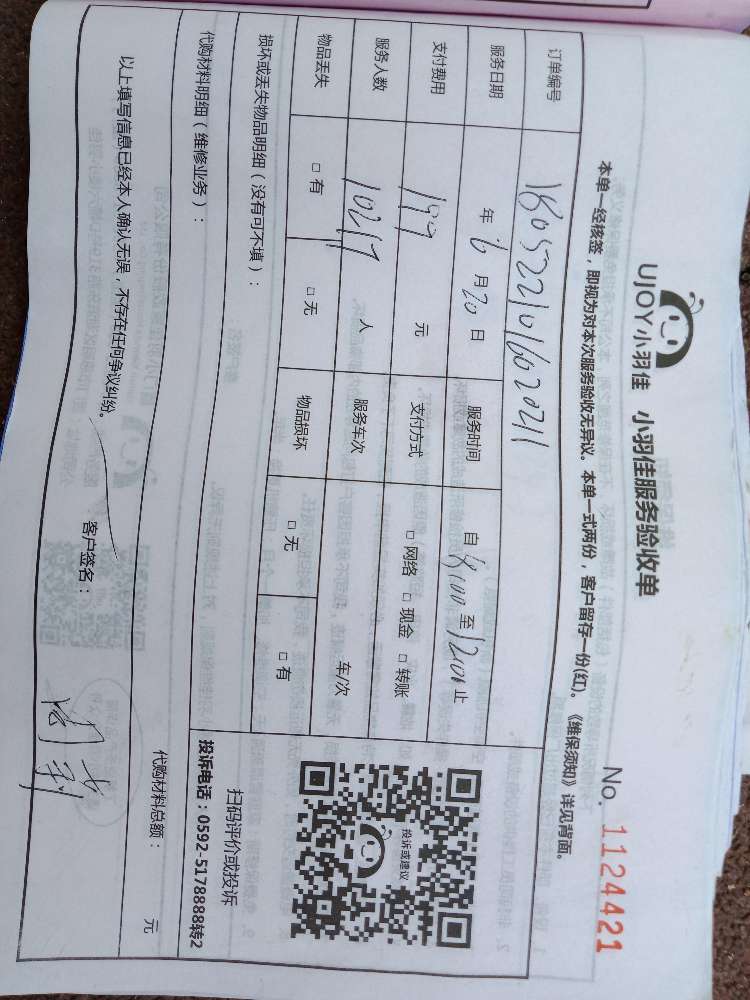 UJOY小羽佳 小羽佳服务验收单
No. 1124421
本单一经核签，即视为对本次服务验收无异议。本单一式两份，客户留存一份(红)。《维保须知》详见背面。
订单编号 180522101602021
服务日期 年 6 月 20 日 服务时间 自 8:00 至 12:00 止
支付费用 199 元 支付方式 □ 网络 □ 现金 □ 转账
服务人数 人 服务车次 车/次
物品丢失 □ 有 □ 无 物品损坏 □ 无 □ 有
投诉或建议
扫码评价或投诉
投诉电话：0592-5178888转2
损坏或丢失物品明细（没有可不填）：
代购材料明细（维修业务）：
代购材料总额： 元
以上填写信息已经本人确认无误，不存在任何争议纠纷。 客户签名：